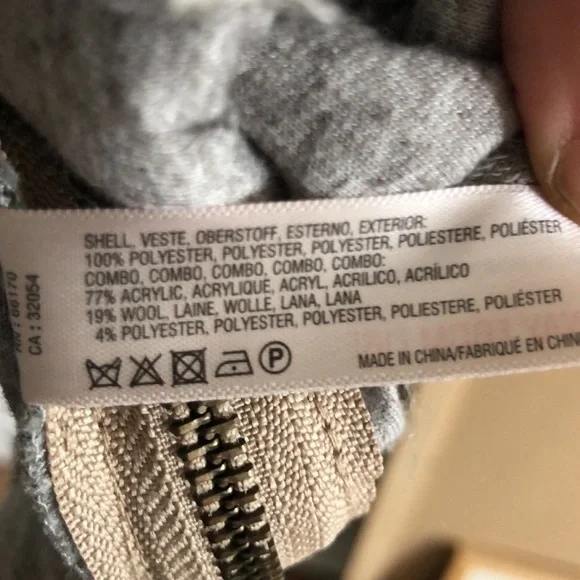 SHELL, VESTE, OBERSTOFF, ESTERNO, EXTERIOR:
100% POLYESTER, POLYESTER, POLYESTER, POLIESTERE, POLIÉSTER
COMBO, COMBO, COMBO, COMBO, COMBO:
77% ACRYLIC, ACRYLIQUE, ACRYL, ACRILICO, ACRÍLICO
19% WOOL, LAINE, WOLLE, LANA, LANA
4% POLYESTER, POLYESTER, POLYESTER, POLIESTERE, POLIÉSTER
P
MADE IN CHINA/FABRIQUÉ EN CHIN
CA: 32054